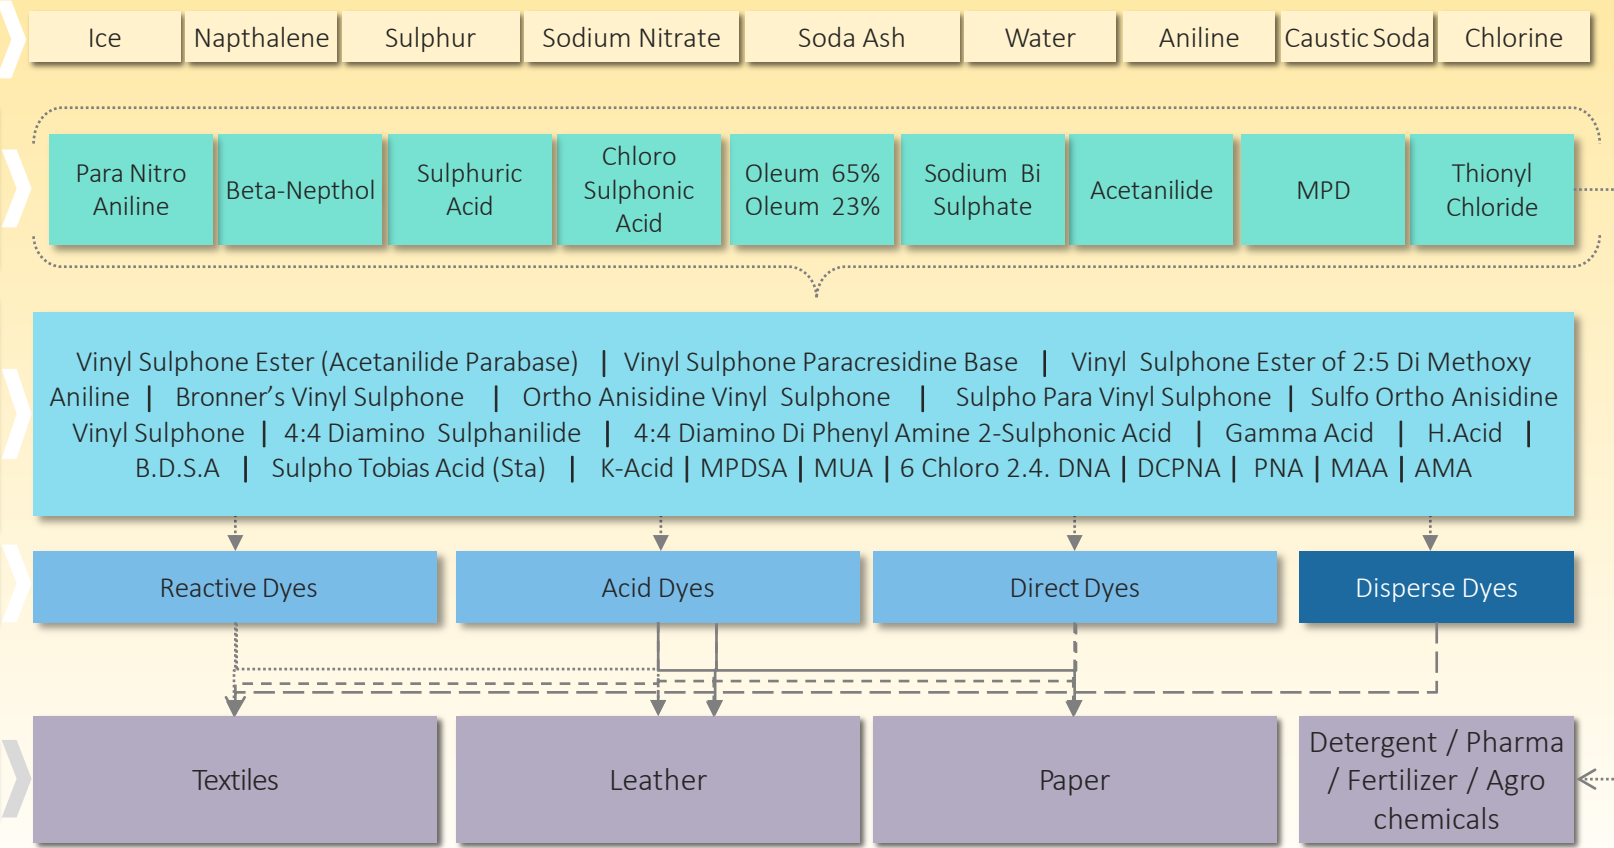 Ice
Napthalene
Sulphur
Sodium Nitrate
Soda Ash
Water
Aniline
Caustic Soda
Chlorine
Para Nitro
Aniline
Beta-Nepthol
Sulphuric
Acid
Chloro
Sulphonic
Acid
Oleum 65%
Oleum 23%
Sodium Bi
Sulphate
Acetanilide
MPD
Thionyl
Chloride
Vinyl Sulphone Ester (Acetanilide Parabase) | Vinyl Sulphone Paracresidine Base | Vinyl Sulphone Ester of 2:5 Di Methoxy
Aniline | Bronner’s Vinyl Sulphone | Ortho Anisidine Vinyl Sulphone | Sulpho Para Vinyl Sulphone | Sulfo Ortho Anisidine
Vinyl Sulphone | 4:4 Diamino Sulphanilide | 4:4 Diamino Di Phenyl Amine 2-Sulphonic Acid | Gamma Acid | H.Acid |
B.D.S.A | Sulpho Tobias Acid (Sta) | K-Acid | MPDSA | MUA | 6 Chloro 2.4. DNA | DCPNA | PNA | MAA | AMA
Reactive Dyes
Acid Dyes
Direct Dyes
Disperse Dyes
Textiles
Leather
Paper
Detergent / Pharma
/ Fertilizer / Agro
chemicals